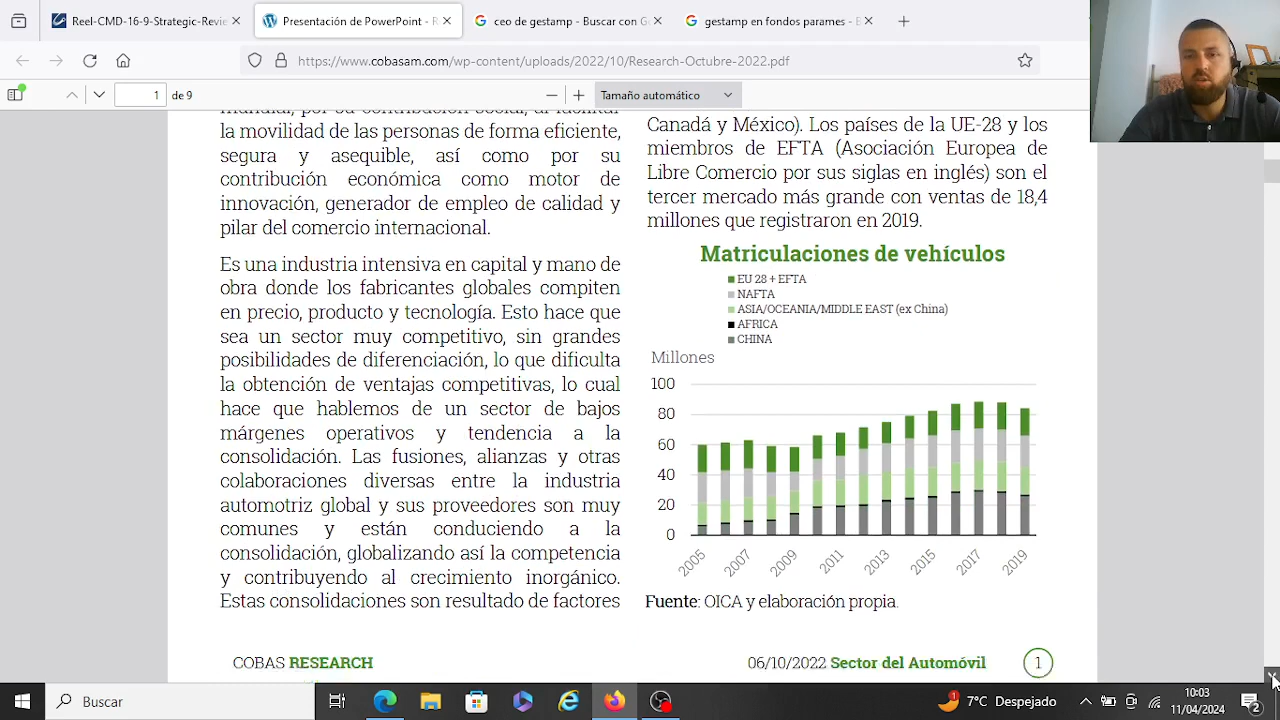 Reel-CMD-16-9-Strategic-Revie
Presentación de PowerPoint - R
ceo de gestamp - Buscar con Go
gestamp en fondos parames - B
https://www.cobasam.com/wp-content/uploads/2022/10/Research-Octubre-2022.pdf
1 de 9
Tamaño automático
mundial, por su contribución social, al facilitar
la movilidad de las personas de forma eficiente,
segura y asequible, así como por su
contribución económica como motor de
innovación, generador de empleo de calidad y
pilar del comercio internacional.
Es una industria intensiva en capital y mano de
obra donde los fabricantes globales compiten
en precio, producto y tecnología. Esto hace que
sea un sector muy competitivo, sin grandes
posibilidades de diferenciación, lo que dificulta
la obtención de ventajas competitivas, lo cual
hace que hablemos de un sector de bajos
márgenes operativos y tendencia a la
consolidación. Las fusiones, alianzas y otras
colaboraciones diversas entre la industria
automotriz global y sus proveedores son muy
comunes y están conduciendo a la
consolidación, globalizando así la competencia
y contribuyendo al crecimiento inorgánico.
Estas consolidaciones son resultado de factores
Canadá y México). Los países de la UE-28 y los
miembros de EFTA (Asociación Europea de
Libre Comercio por sus siglas en inglés) son el
tercer mercado más grande con ventas de 18,4
millones que registraron en 2019.
Matriculaciones de vehículos
EU 28 + EFTA
NAFTA
ASIA/OCEANIA/MIDDLE EAST (ex China)
AFRICA
CHINA
Millones
100
80
60
40
20
0
2005
2007
2009
2011
2013
2015
2017
2019
Fuente: OICA y elaboración propia.
COBAS RESEARCH
06/10/2022 Sector del Automóvil 1
Buscar
1
7°C Despejado
10:03
11/04/2024
2